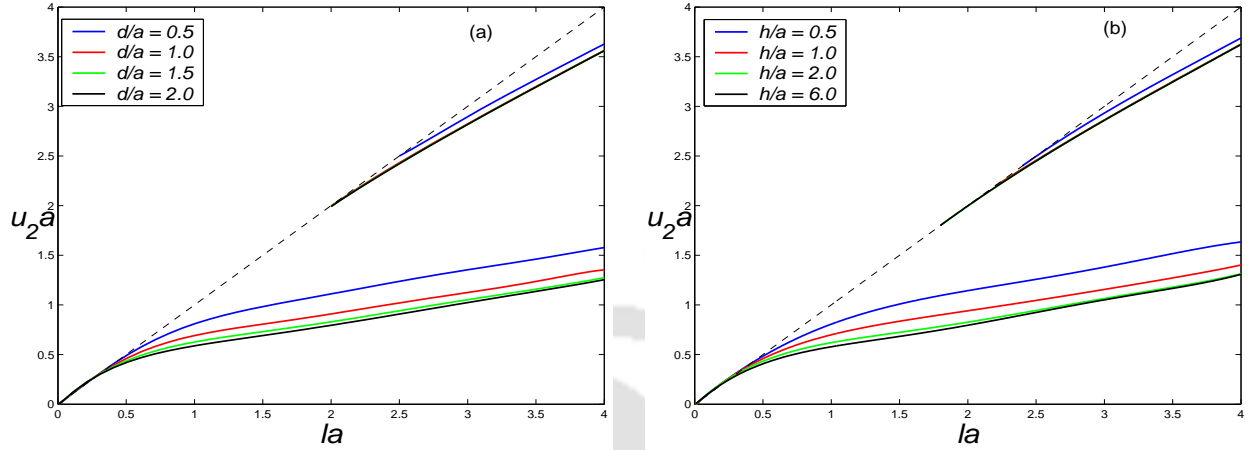 (a)
d/a = 0.5
d/a = 1.0
d/a = 1.5
d/a = 2.0
4
3.5
3
2.5
2
1.5
1
0.5
0
u2a
0 0.5 1 1.5 2 2.5 3 3.5 4
la
(b)
h/a = 0.5
h/a = 1.0
h/a = 2.0
h/a = 6.0
4
3.5
3
2.5
2
1.5
1
0.5
0
u2a
0 0.5 1 1.5 2 2.5 3 3.5 4
la